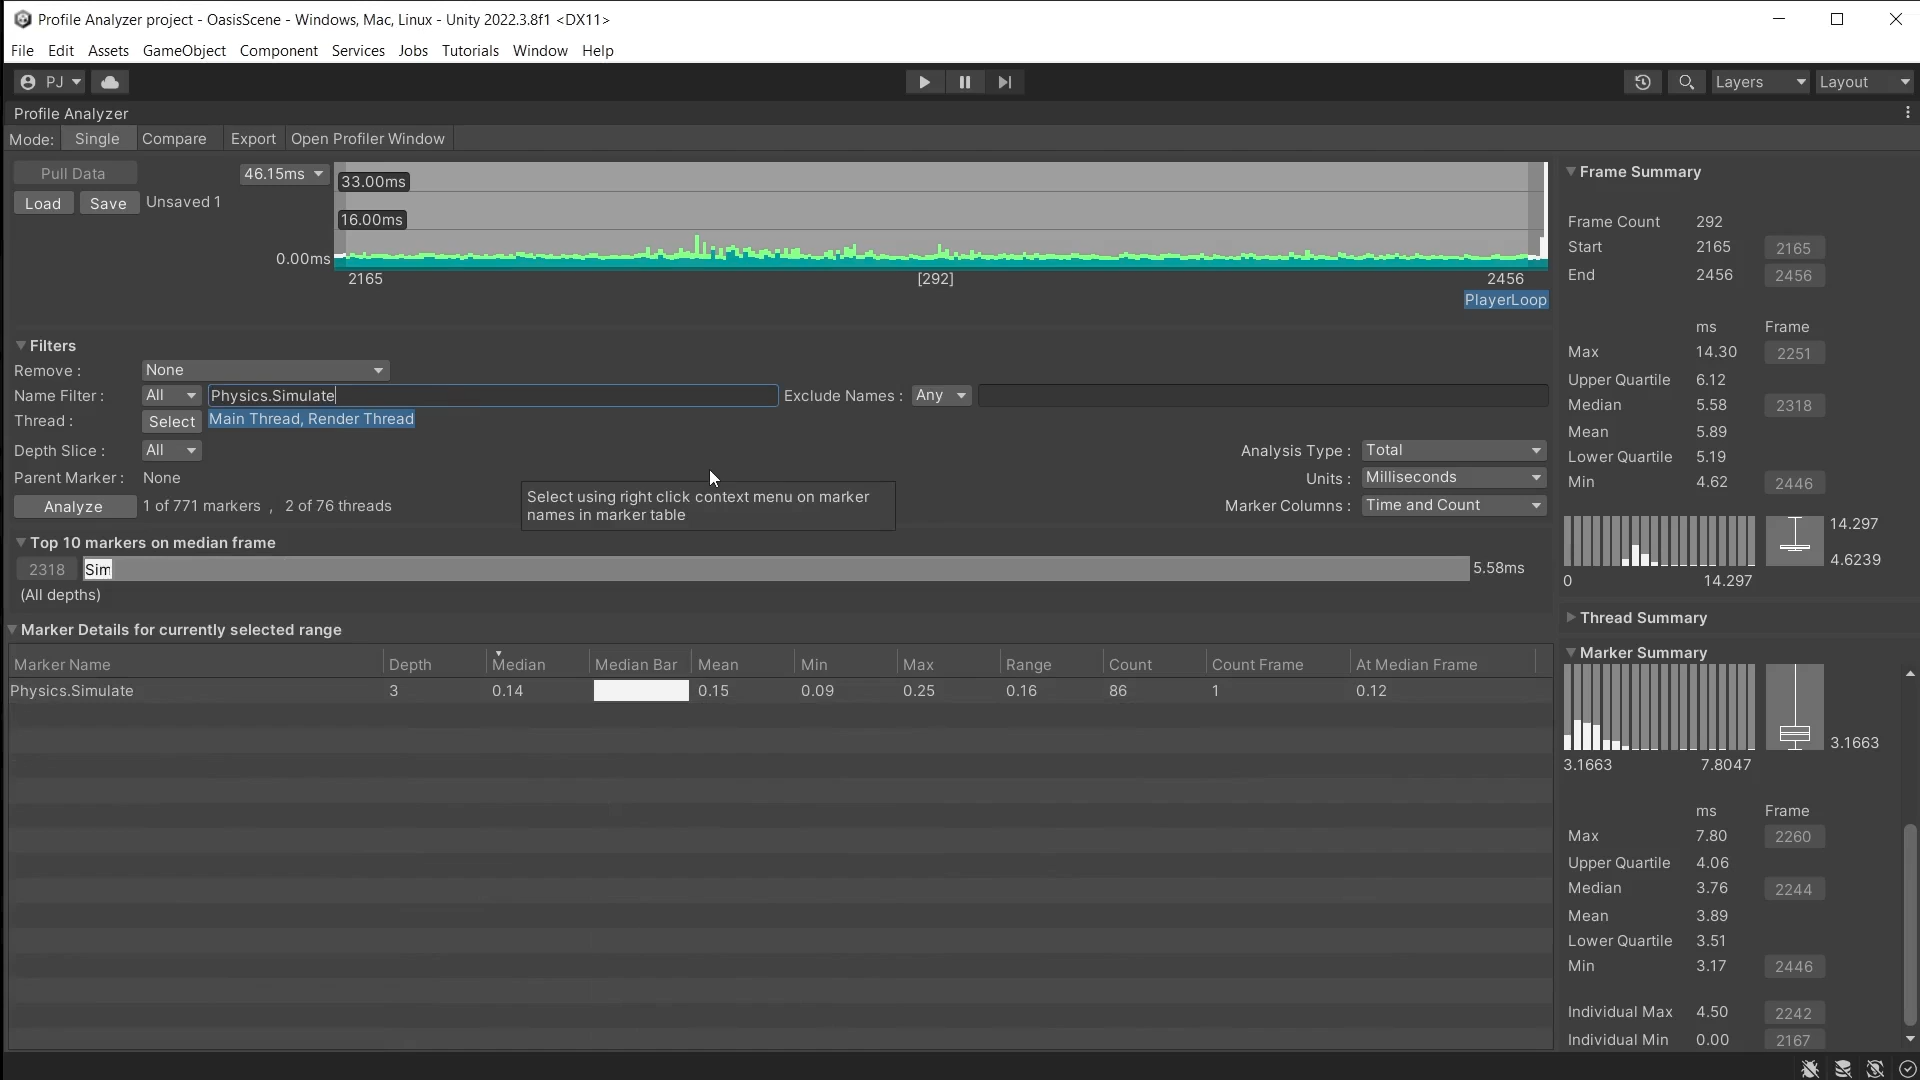 Profile Analyzer project - OasisScene - Windows, Mac, Linux - Unity 2022.3.8f1 <DX11>
File Edit Assets GameObject Component Services Jobs Tutorials Window Help
PJ
Layers Layout
Profile Analyzer
Mode: Single Compare Export Open Profiler Window
Pull Data
Load Save Unsaved 1
46.15ms
33.00ms
16.00ms
0.00ms
2165 [292] 2456
PlayerLoop
Filters
Remove : None
Name Filter : All Physics.Simulate Exclude Names : Any
Thread : Select Main Thread, Render Thread
Depth Slice : All Analysis Type : Total
Parent Marker : None Units : Milliseconds
Analyze 1 of 771 markers , 2 of 76 threads Marker Columns : Time and Count
Select using right click context menu on marker
names in marker table
Top 10 markers on median frame
2318 Sim 5.58ms
(All depths)
Marker Details for currently selected range
Marker Name Depth Median Median Bar Mean Min Max Range Count Count Frame At Median Frame
Physics.Simulate 3 0.14 0.15 0.09 0.25 0.16 86 1 0.12
Frame Summary
Frame Count 292
Start 2165 2165
End 2456 2456
ms Frame
Max 14.30 2251
Upper Quartile 6.12
Median 5.58 2318
Mean 5.89
Lower Quartile 5.19
Min 4.62 2446
14.297
4.6239
0 14.297
Thread Summary
Marker Summary
3.1663
3.1663 7.8047
ms Frame
Max 7.80 2260
Upper Quartile 4.06
Median 3.76 2244
Mean 3.89
Lower Quartile 3.51
Min 3.17 2446
Individual Max 4.50 2242
Individual Min 0.00 2167